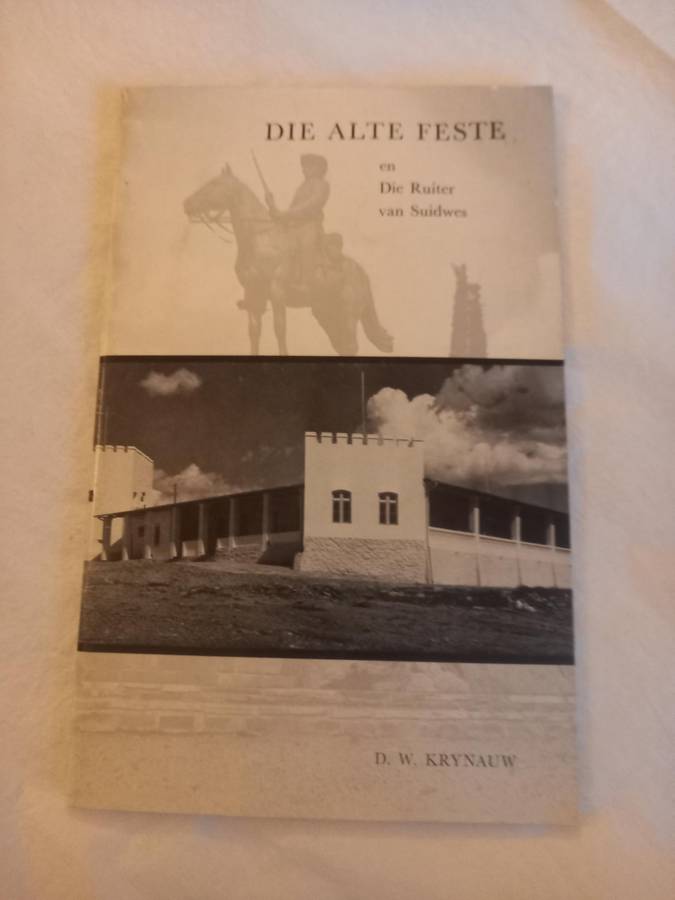 DIE ALTE FESTE
en
Die Ruiter
van Suidwes
D. W. KRYNAUW